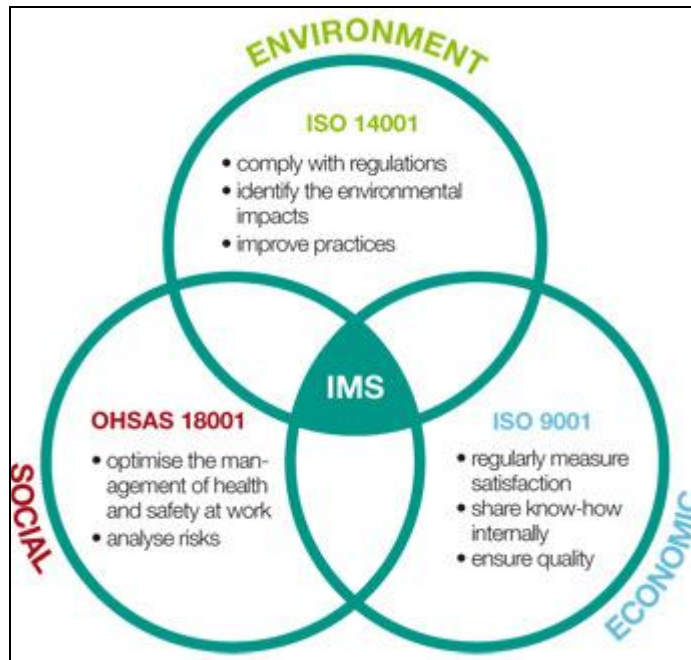 ENVIRONMENT
ISO 14001
• comply with regulations
• identify the environmental
impacts
• improve practices
IMS
SOCIAL
OHSAS 18001
• optimise the man-
agement of health
and safety at work
• analyse risks
ISO 9001
• regularly measure
satisfaction
• share know-how
internally
• ensure quality
ECONOMIC